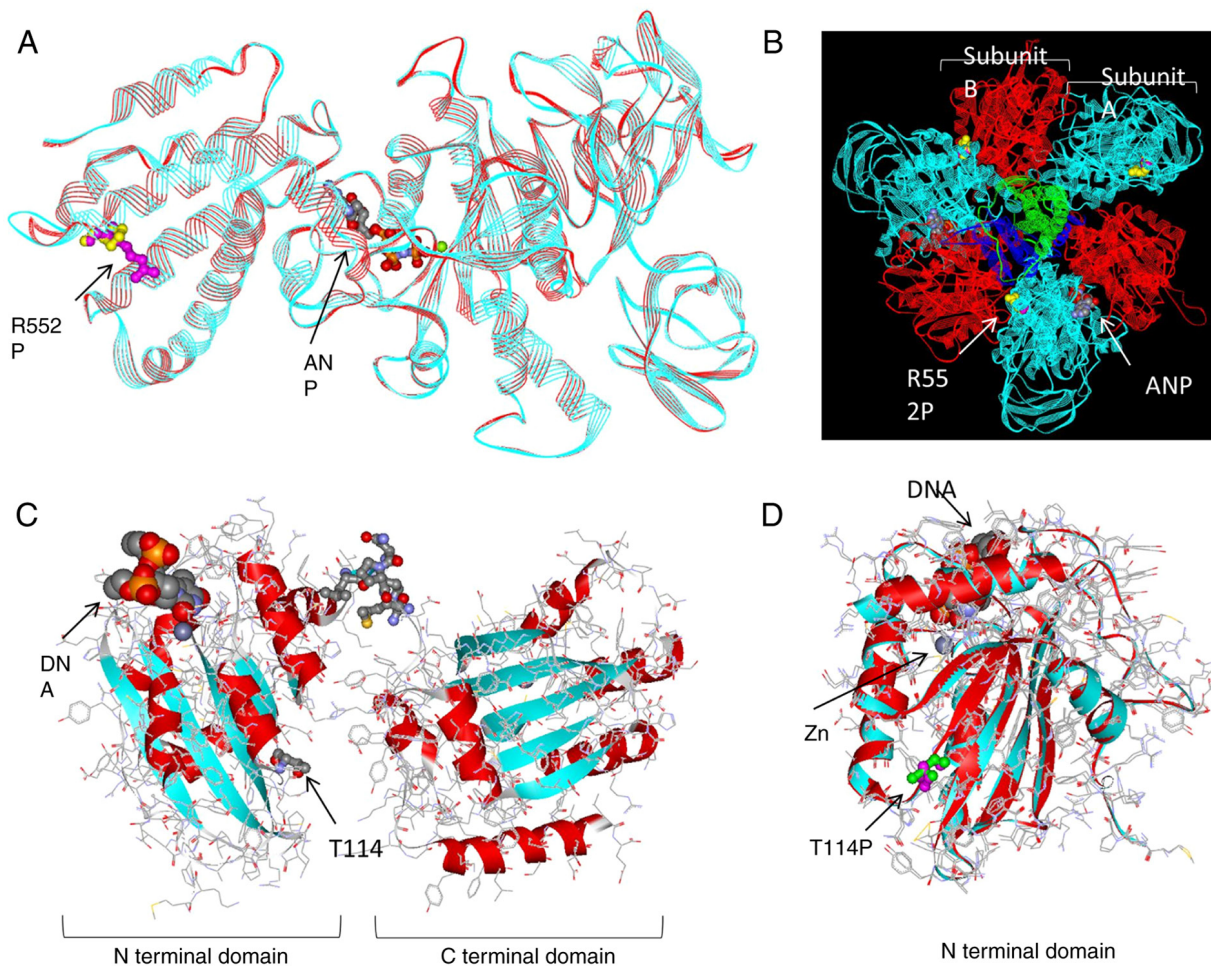 A
R552
P
AN
P
B
Subunit
B
Subunit
A
R55
2P
ANP
C
DN
A
T114
N terminal domain
C terminal domain
D
DNA
Zn
T114P
N terminal domain